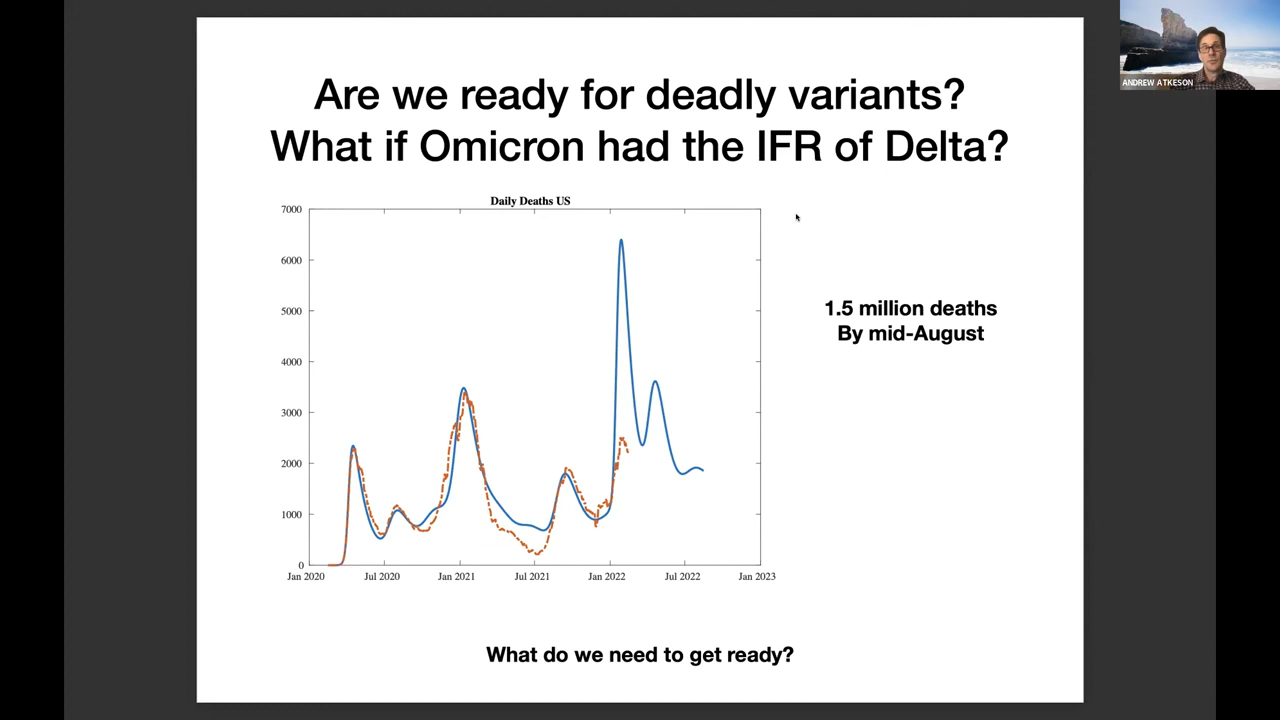 Are we ready for deadly variants?
What if Omicron had the IFR of Delta?
ANDREW ATKESON
Daily Deaths US
7000
6000
5000
4000
3000
2000
1000
0
Jan 2020 Jul 2020 Jan 2021 Jul 2021 Jan 2022 Jul 2022 Jan 2023
1.5 million deaths
By mid-August
What do we need to get ready?